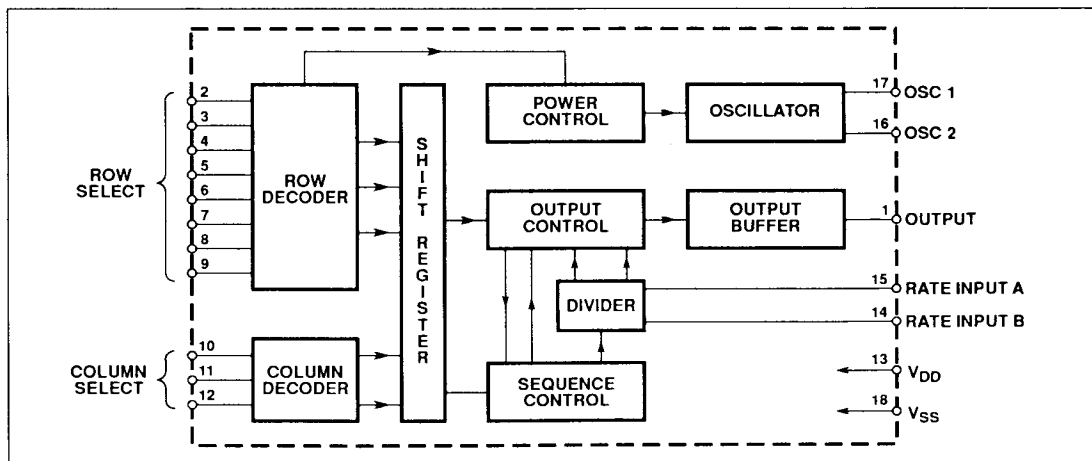 ROW
SELECT
2
3
4
5
6
7
8
9
ROW
DECODER
COLUMN
SELECT
10
11
12
COLUMN
DECODER
SHIFT
REGISTER
POWER
CONTROL
OSCILLATOR
17
OSC 1
16
OSC 2
OUTPUT
CONTROL
OUTPUT
BUFFER
1
OUTPUT
DIVIDER
15
RATE INPUT A
14
RATE INPUT B
SEQUENCE
CONTROL
13
VDD
18
VSS